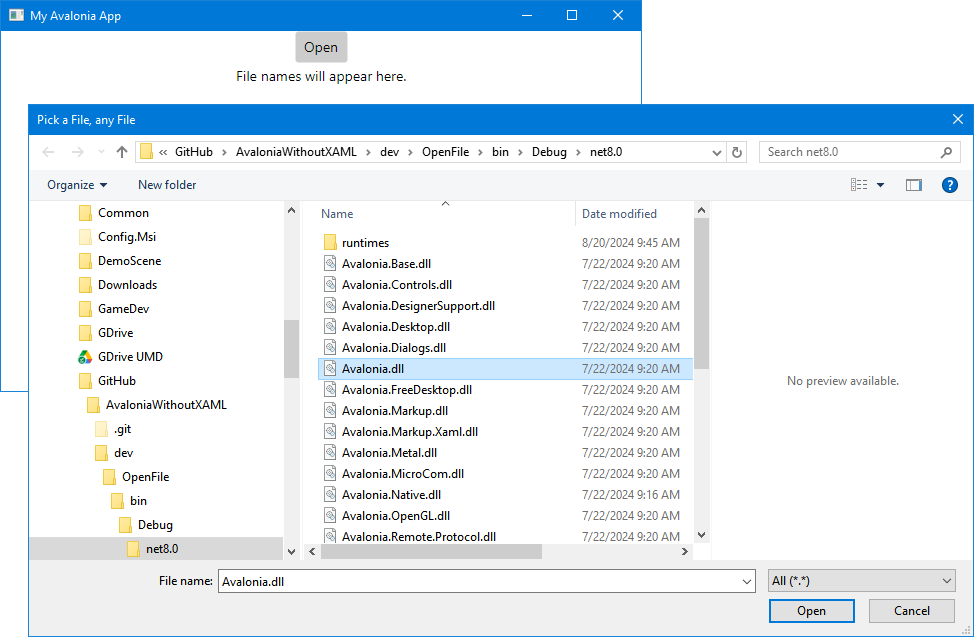 My Avalonia App
Open
File names will appear here.
Pick a File, any File
« GitHub › AvaloniaWithoutXAML › dev › OpenFile › bin › Debug › net8.0
Search net8.0
Organize
New folder
?
Common
Config.Msi
DemoScene
Downloads
GameDev
GDrive
GDrive UMD
GitHub
AvaloniaWithoutXAML
.git
dev
OpenFile
bin
Debug
net8.0
Name Date modified
runtimes 8/20/2024 9:45 AM
Avalonia.Base.dll 7/22/2024 9:20 AM
Avalonia.Controls.dll 7/22/2024 9:20 AM
Avalonia.DesignerSupport.dll 7/22/2024 9:20 AM
Avalonia.Desktop.dll 7/22/2024 9:20 AM
Avalonia.Dialogs.dll 7/22/2024 9:20 AM
Avalonia.dll 7/22/2024 9:20 AM
Avalonia.FreeDesktop.dll 7/22/2024 9:20 AM
Avalonia.Markup.dll 7/22/2024 9:20 AM
Avalonia.Markup.Xaml.dll 7/22/2024 9:20 AM
Avalonia.Metal.dll 7/22/2024 9:20 AM
Avalonia.MicroCom.dll 7/22/2024 9:20 AM
Avalonia.Native.dll 7/22/2024 9:16 AM
Avalonia.OpenGL.dll 7/22/2024 9:20 AM
Avalonia.Remote.Protocol.dll 7/22/2024 9:20 AM
No preview available.
File name: Avalonia.dll
All (*.*)
Open
Cancel